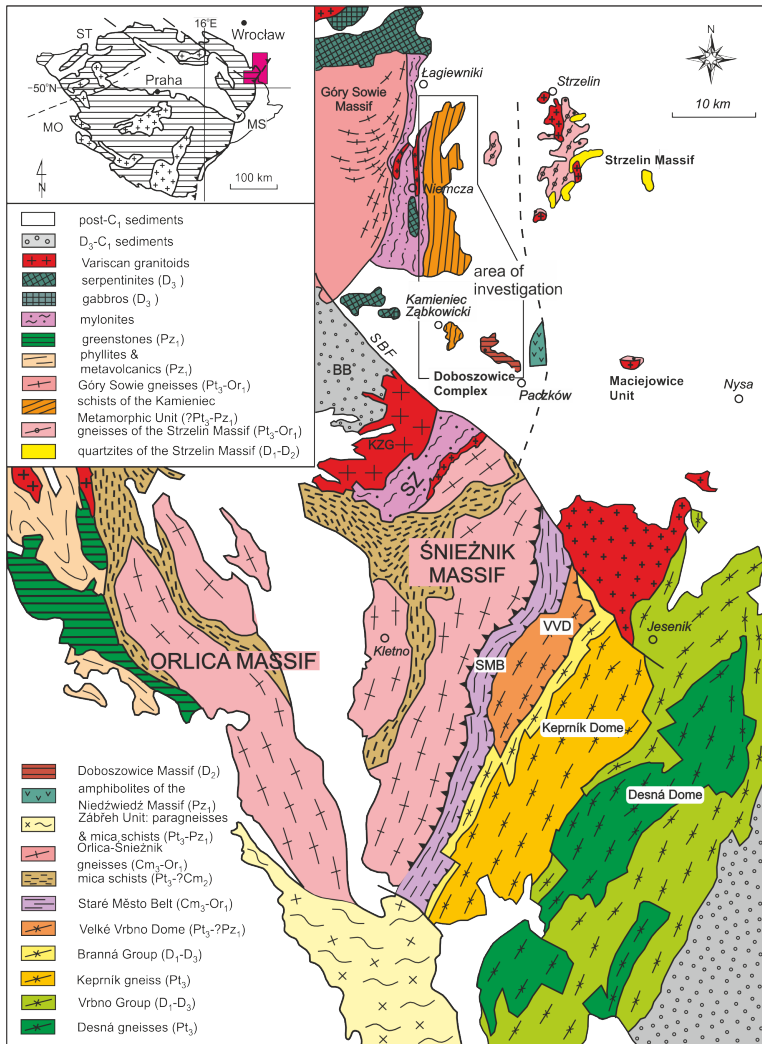 ST
16°E
Wrocław
50°N
Praha
MO
MS
N
100 km
post-C₁ sediments
D₃-C₁ sediments
Variscan granitoids
serpentinites (D₃ )
gabbros (D₃ )
mylonites
greenstones (Pz₁)
phyllites &
metavolcanics (Pz₁)
Góry Sowie gneisses (Pt₃-Or₁)
schists of the Kamieniec
Metamorphic Unit (?Pt₃-Pz₁)
gneisses of the Strzelin Massif (Pt₃-Or₁)
quartzites of the Strzelin Massif (D₁-D₂)
Łagiewniki
Góry Sowie
Massif
Strzelin
N
10 km
Strzelin Massif
Niemcza
area of
investigation
Kamieniec
Ząbkowicki
SBF
BB
Doboszowice
Complex
Paczków
Maciejowice
Unit
Nysa
KZG
SZ
ŚNIEŻNIK
MASSIF
ORLICA MASSIF
Kletno
VVD
SMB
Jesenik
Keprník Dome
Desná Dome
Doboszowice Massif (D₂)
amphibolites of the
Niedźwiedź Massif (Pz₁)
Zábřeh Unit: paragneisses
& mica schists (Pt₃-Pz₁)
Orlica-Śnieżnik
gneisses (Cm₃-Or₁)
mica schists (Pt₃-?Cm₂)
Staré Město Belt (Cm₃-Or₁)
Velké Vrbno Dome (Pt₃-?Pz₁)
Branná Group (D₁-D₃)
Keprník gneiss (Pt₃)
Vrbno Group (D₁-D₃)
Desná gneisses (Pt₃)